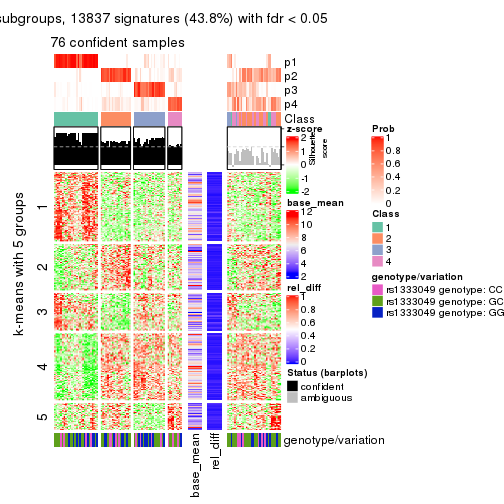 subgroups, 13837 signatures (43.8%) with fdr < 0.05
76 confident samples
p1
p2
p3
p4
Class
z-score
2
1
0
-1
-2
Silhouette
score
base_mean
12
10
8
6
4
2
rel_diff
1
0.8
0.6
0.4
0.2
0
Status (barplots)
confident
ambiguous
Prob
1
0.8
0.6
0.4
0.2
0
Class
1
2
3
4
genotype/variation
rs1333049 genotype: CC
rs1333049 genotype: GC
rs1333049 genotype: GG
k-means with 5 groups
1
2
3
4
5
genotype/variation
base_mean
rel_diff